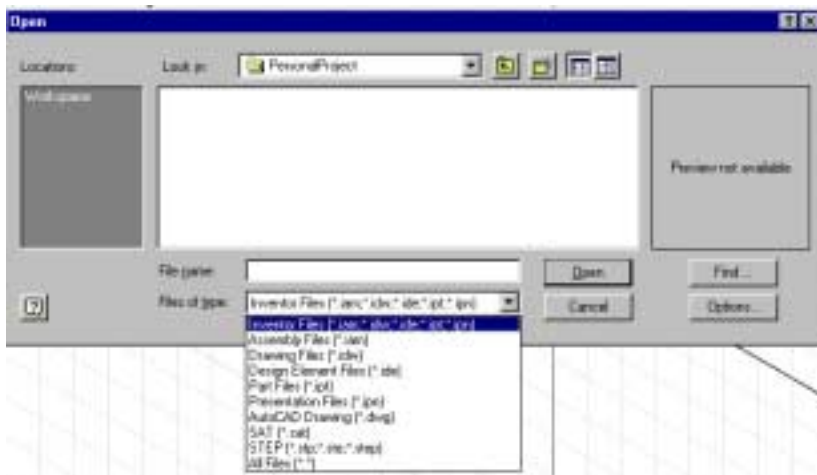 Open
Locations:
Look in:
PersonalProject
Workspace
Preview not available
File name:
Open
Find...
Files of type:
Inventor Files (*.iam;*.idw;*.ide;*.ipt;*.ipn)
Cancel
Options...
Inventor Files (*.iam;*.idw;*.ide;*.ipt;*.ipn)
Assembly Files (*.iam)
Drawing Files (*.idw)
Design Element Files (*.ide)
Part Files (*.ipt)
Presentation Files (*.ipn)
AutoCAD Drawing (*.dwg)
SAT (*.sat)
STEP (*.stp;*.ste;*.step)
All Files (*.*)